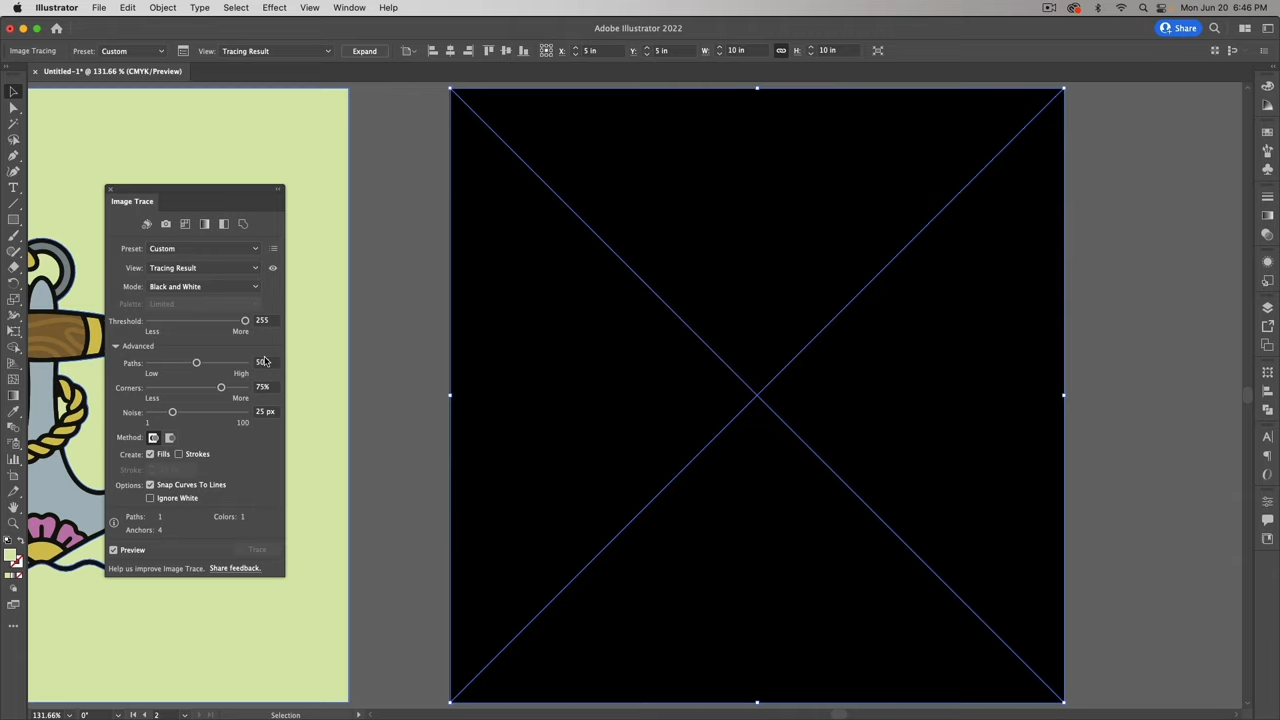 Illustrator File Edit Object Type Select Effect View Window Help Mon Jun 20 6:46 PM
Adobe Illustrator 2022 Share
Image Tracing Preset: Custom View: Tracing Result Expand X: 5 in Y: 5 in W: 10 in H: 10 in
Untitled-1* @ 131.66 % (CMYK/Preview)
Image Trace
Preset: Custom
View: Tracing Result
Mode: Black and White
Palette: Limited
Threshold: 255
Less More
Advanced
Paths: 50
Low High
Corners: 75%
Less More
Noise: 25 px
1 100
Method:
Create: Fills Strokes
Stroke:
Options: Snap Curves To Lines
Ignore White
Paths: 1 Colors: 1
Anchors: 4
Preview Trace
Help us improve Image Trace. Share feedback.
131.66% 0° 2 Selection